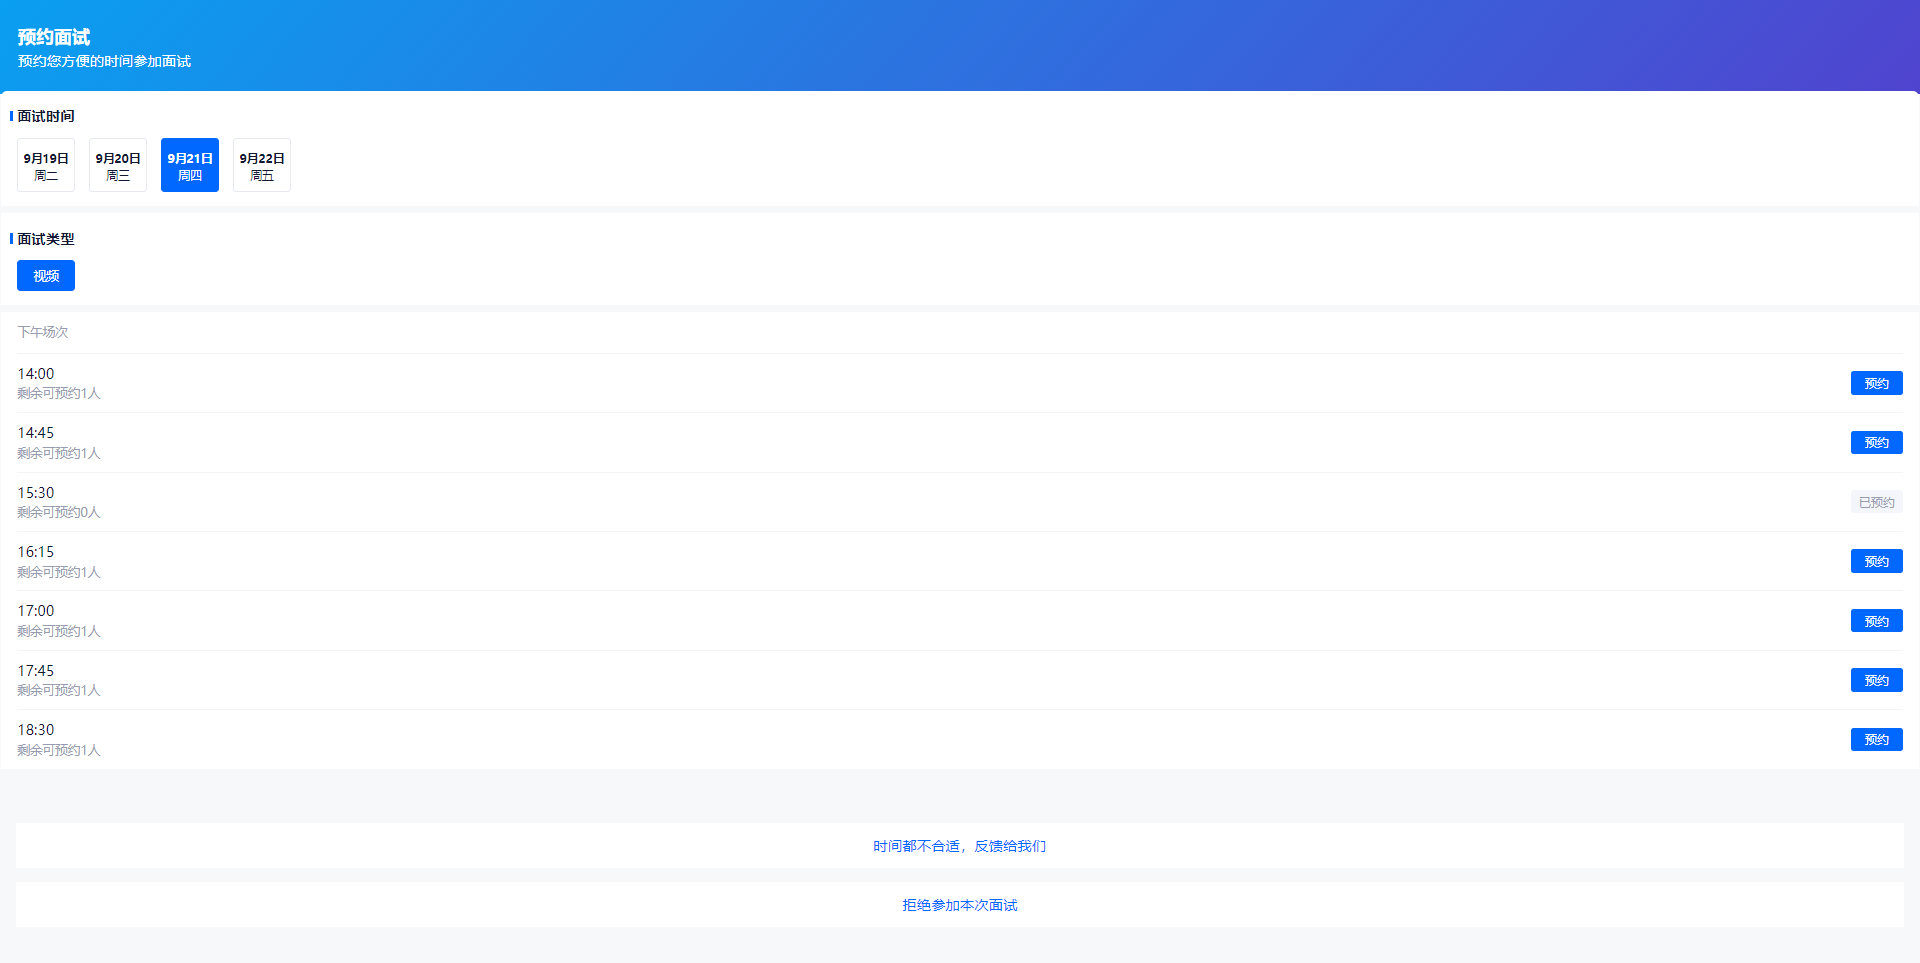 预约面试
预约您方便的时间参加面试
面试时间
9月19日 9月20日 9月21日 9月22日
周二 周三 周四 周五
面试类型
视频
下午场次
14:00
剩余可预约1人
预约
14:45
剩余可预约1人
预约
15:30
剩余可预约0人
已预约
16:15
剩余可预约1人
预约
17:00
剩余可预约1人
预约
17:45
剩余可预约1人
预约
18:30
剩余可预约1人
预约
时间都不合适，反馈给我们
拒绝参加本次面试